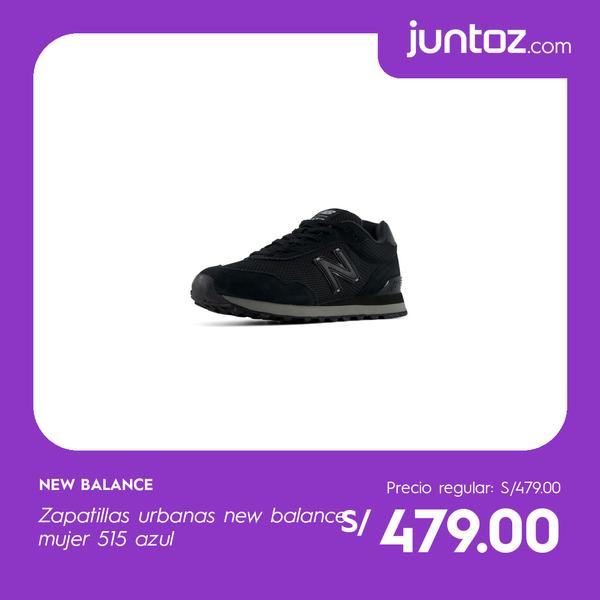 juntoz.com
N
NEW BALANCE
Precio regular: S/479.00
Zapatillas urbanas new balance
mujer 515 azul
S/ 479.00